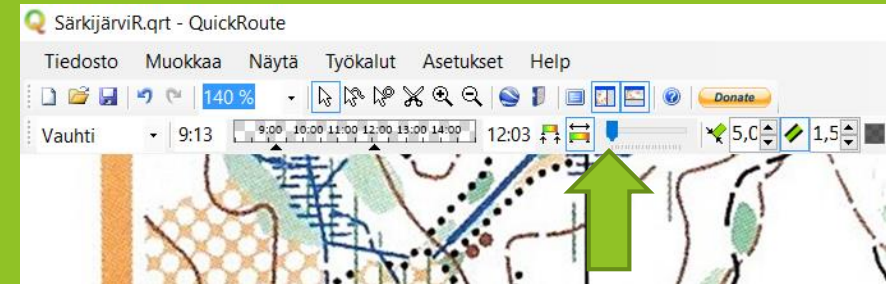 SärkijärviR.qrt - QuickRoute
Tiedosto Muokkaa Näytä Työkalut Asetukset Help
140 % Donate
Vauhti 9:13 9:00 10:00 11:00 12:00 13:00 14:00 12:03 5,0 1,5